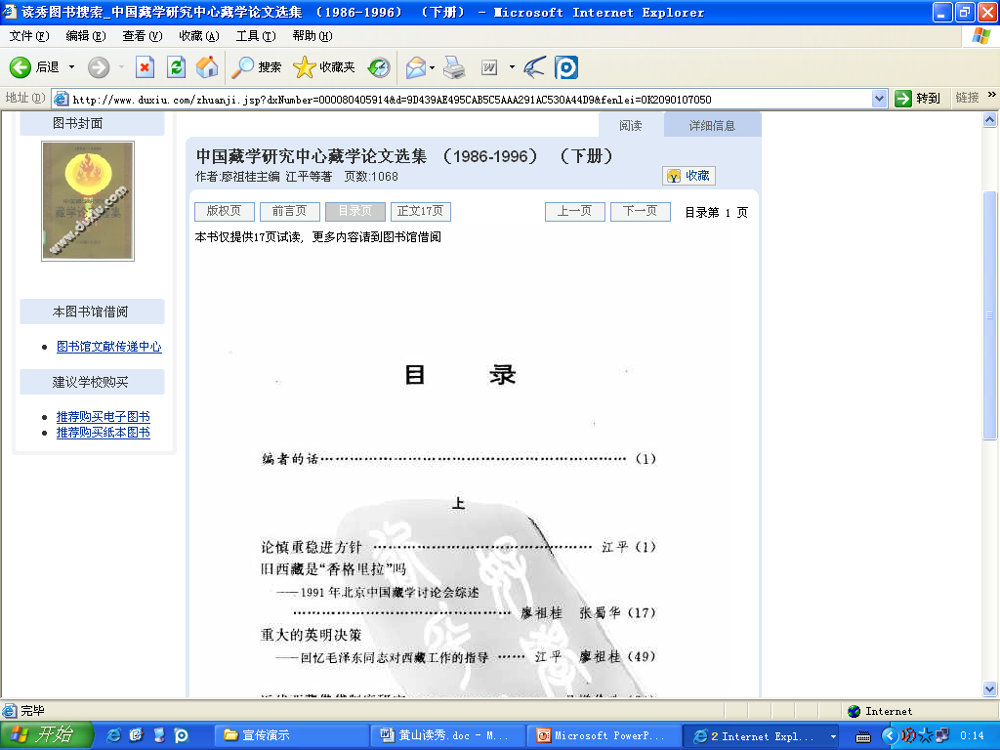 读秀图书搜索_中国藏学研究中心藏学论文选集 （1986-1996） （下册） - Microsoft Internet Explorer
文件(F) 编辑(E) 查看(V) 收藏(A) 工具(T) 帮助(H)
后退 搜索 收藏夹
地址(D) http://www.duxiu.com/zhuanji.jsp?dxNumber=000080405914&d=9D439AE495CAB5C5AAA291AC530A44D9&fenlei=0K2090107050 转到 链接 »
图书封面
www.duxiu.com
本图书馆借阅
图书馆文献传递中心
建议学校购买
推荐购买电子图书
推荐购买纸本图书
阅读 详细信息
中国藏学研究中心藏学论文选集 （1986-1996） （下册）
作者:廖祖桂主编 江平等著 页数:1068
收藏
版权页 前言页 目录页 正文17页 上一页 下一页 目录第 1 页
本书仅提供17页试读，更多内容请到图书馆借阅
目 录
编者的话……………………………………………………（1）
上
论慎重稳进方针 …………………………………… 江平（1）
旧西藏是“香格里拉”吗
——1991年北京中国藏学讨论会综述
…………………………………… 廖祖桂 张蜀华（17）
重大的英明决策
——回忆毛泽东同志对西藏工作的指导 …… 江平 廖祖桂（49）
完毕 Internet
开始 宣传演示 黄山读秀.doc - M... Microsoft PowerP... 2 Internet Expl... 0:14